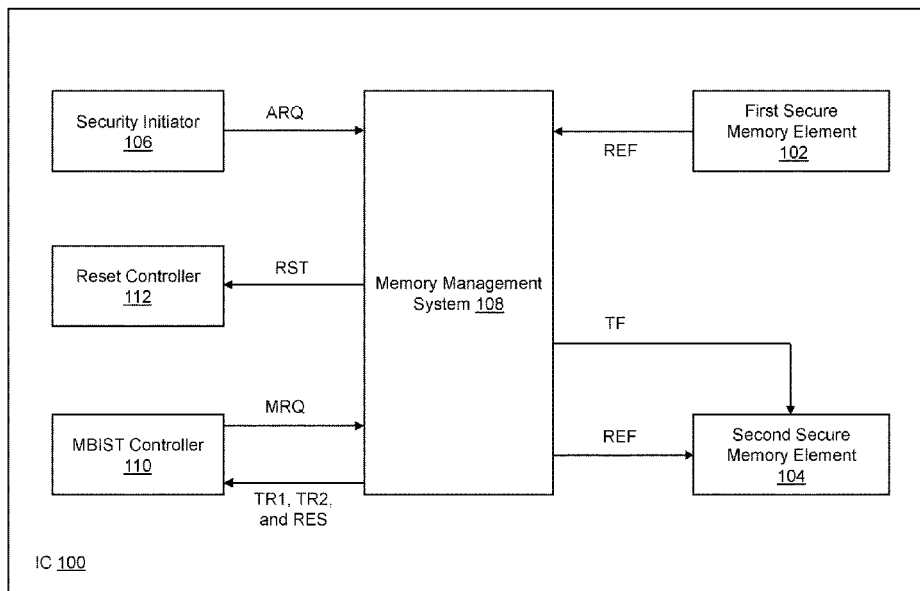 Security Initiator
106
ARQ
First Secure
Memory Element
102
REF
Reset Controller
112
RST
Memory Management
System 108
TF
MBIST Controller
110
MRQ
TR1, TR2,
and RES
REF
Second Secure
Memory Element
104
IC 100